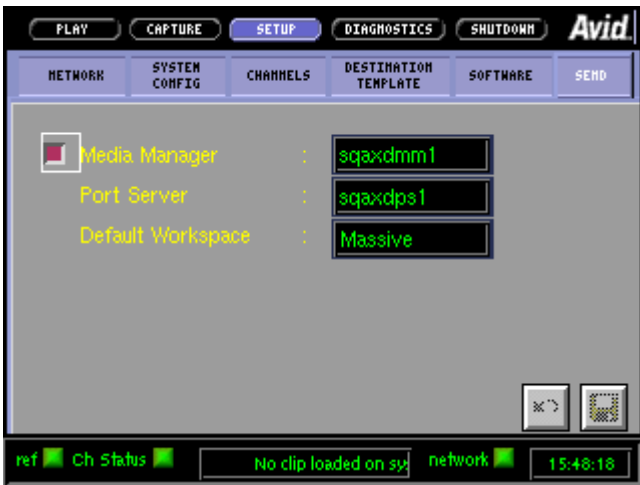 PLAY CAPTURE SETUP DIAGNOSTICS SHUTDOWN Avid
NETWORK SYSTEM CONFIG CHANNELS DESTINATION TEMPLATE SOFTWARE SEND
Media Manager : sqaxdmm1
Port Server : sqaxdps1
Default Workspace : Massive
ref Ch Status No clip loaded on sy network 15:48:18